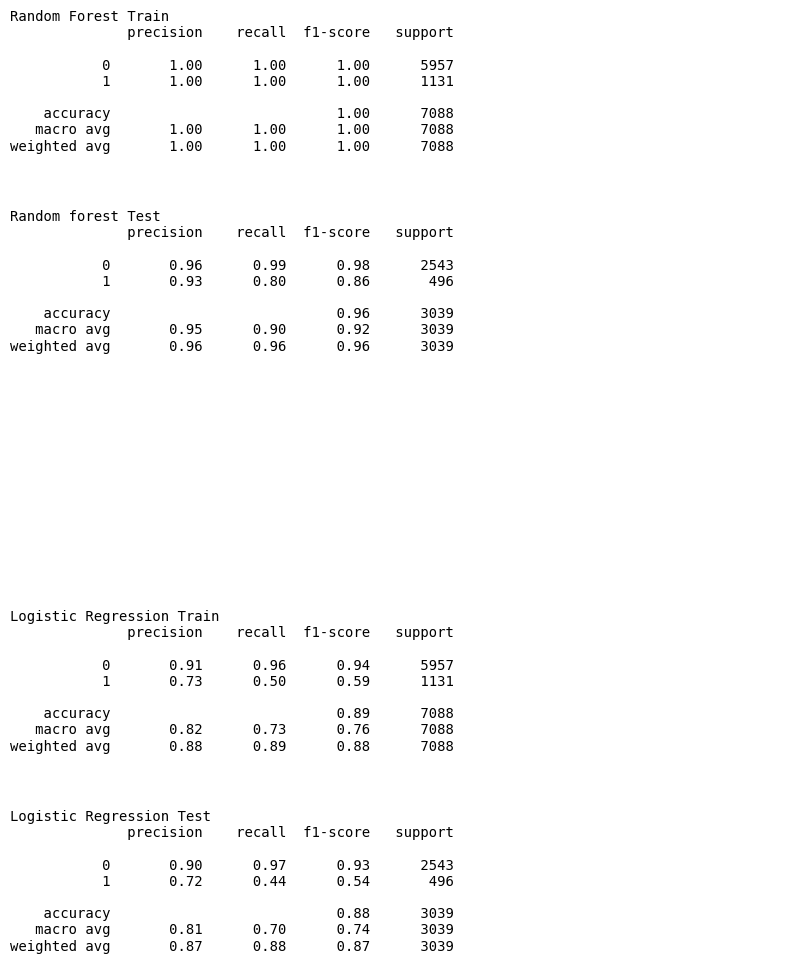 Random Forest Train
              precision    recall  f1-score   support

           0       1.00      1.00      1.00      5957
           1       1.00      1.00      1.00      1131

    accuracy                           1.00      7088
   macro avg       1.00      1.00      1.00      7088
weighted avg       1.00      1.00      1.00      7088

Random forest Test
              precision    recall  f1-score   support

           0       0.96      0.99      0.98      2543
           1       0.93      0.80      0.86       496

    accuracy                           0.96      3039
   macro avg       0.95      0.90      0.92      3039
weighted avg       0.96      0.96      0.96      3039

Logistic Regression Train
              precision    recall  f1-score   support

           0       0.91      0.96      0.94      5957
           1       0.73      0.50      0.59      1131

    accuracy                           0.89      7088
   macro avg       0.82      0.73      0.76      7088
weighted avg       0.88      0.89      0.88      7088

Logistic Regression Test
              precision    recall  f1-score   support

           0       0.90      0.97      0.93      2543
           1       0.72      0.44      0.54       496

    accuracy                           0.88      3039
   macro avg       0.81      0.70      0.74      3039
weighted avg       0.87      0.88      0.87      3039